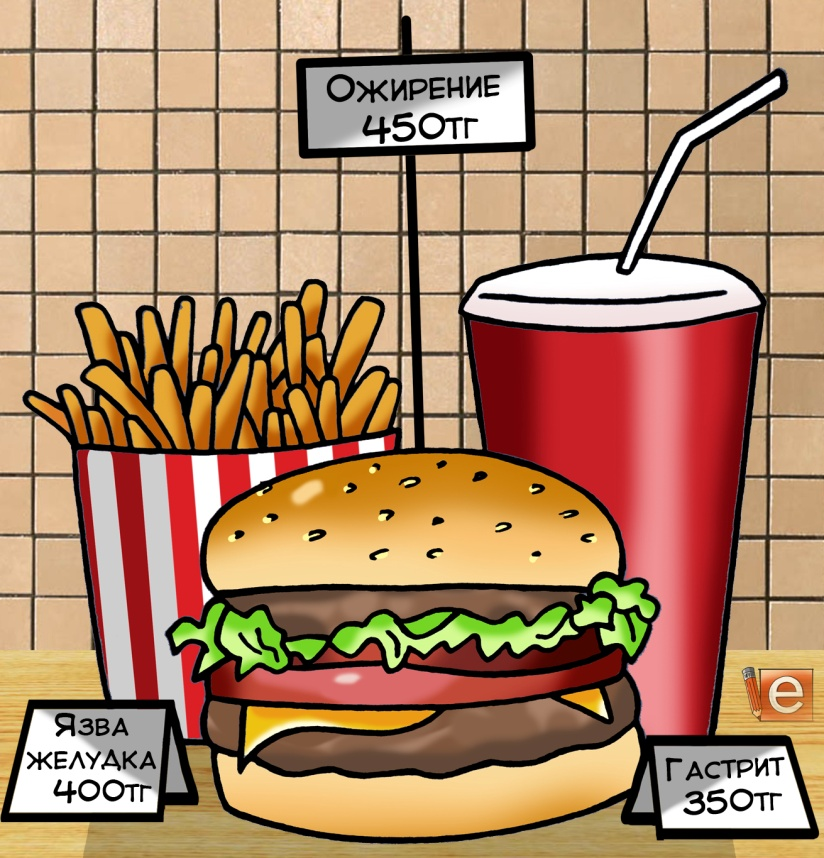 Ожирение
450тг
Язва
желудка
400тг
Гастрит
350тг
e